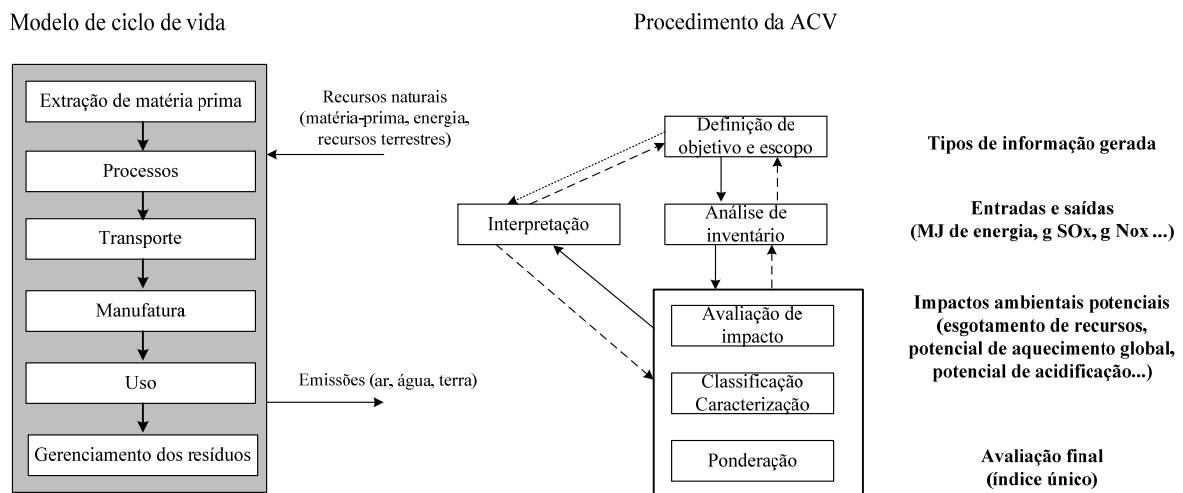 Modelo de ciclo de vida
Extração de matéria prima
Processos
Transporte
Manufatura
Uso
Gerenciamento dos resíduos
Recursos naturais
(matéria-prima, energia,
recursos terrestres)
Emissões (ar, água, terra)
Procedimento da ACV
Definição de
objetivo e escopo
Interpretação
Análise de
inventário
Avaliação de
impacto
Classificação
Caracterização
Ponderação
Tipos de informação gerada
Entradas e saídas
(MJ de energia, g SOx, g Nox ...)
Impactos ambientais potenciais
(esgotamento de recursos,
potencial de aquecimento global,
potencial de acidificação...)
Avaliação final
(índice único)